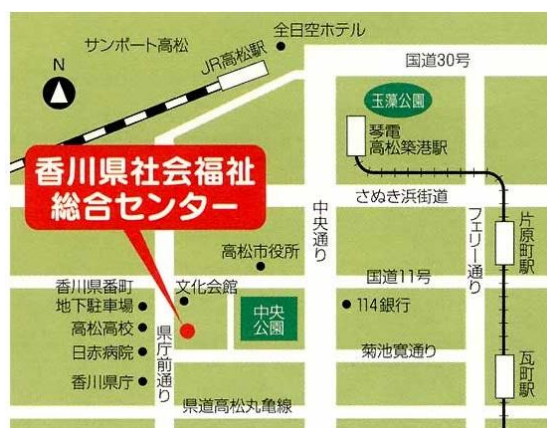 全日空ホテル
サンポート高松
JR高松駅
国道30号
N
玉藻公園
琴電
高松築港駅
香川県社会福祉
総合センター
さぬき浜街道
中央通り
フェリー通り
片原町駅
高松市役所
国道11号
香川県番町
地下駐車場
文化会館
中央
公園
114銀行
高松高校
県庁前通り
日赤病院
菊池寛通り
瓦町駅
香川県庁
県道高松丸亀線